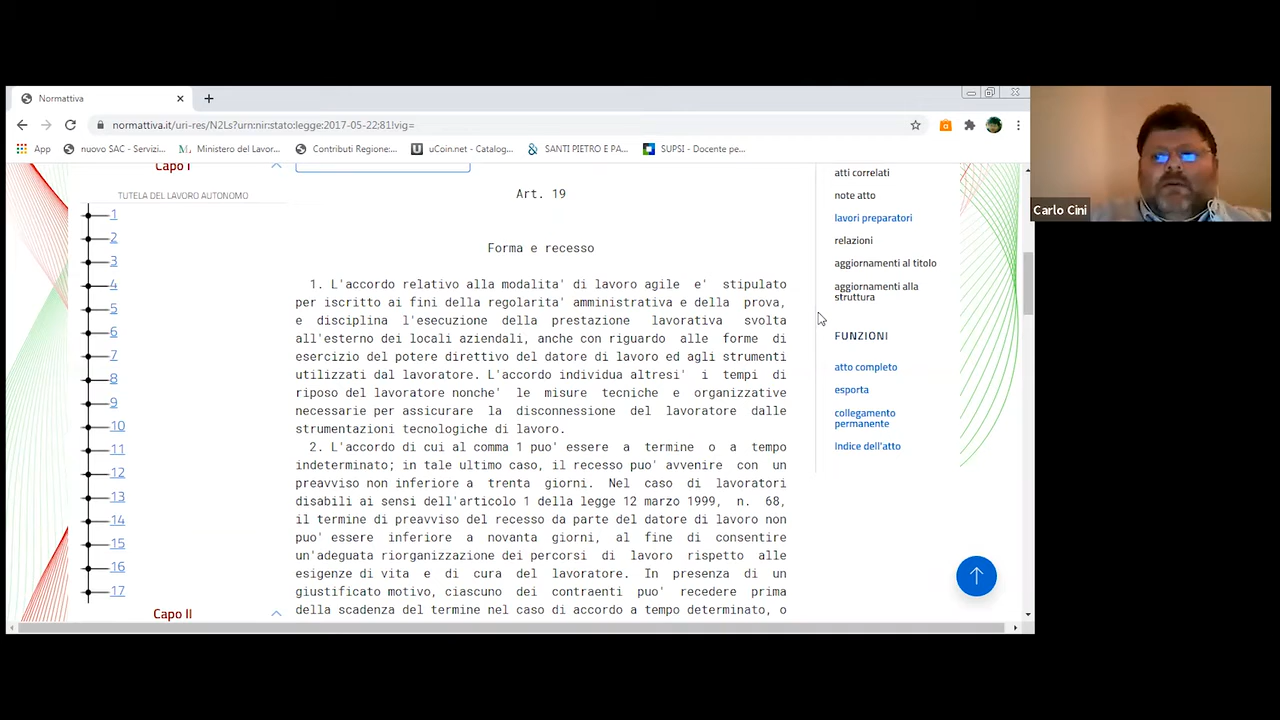 Normattiva
normattiva.it/uri-res/N2Ls?urn:nir:stato:legge:2017-05-22;81!vig=
App
nuovo SAC - Servizi...
Ministero del Lavor...
Contributi Regione:...
uCoin.net - Catalog...
SANTI PIETRO E PA...
SUPSI - Docente pe...
Capo I
TUTELA DEL LAVORO AUTONOMO
1
2
3
4
5
6
7
8
9
10
11
12
13
14
15
16
17
Capo II
Art. 19
Forma e recesso
1. L'accordo relativo alla modalita' di lavoro agile e' stipulato
per iscritto ai fini della regolarita' amministrativa e della prova,
e disciplina l'esecuzione della prestazione lavorativa svolta
all'esterno dei locali aziendali, anche con riguardo alle forme di
esercizio del potere direttivo del datore di lavoro ed agli strumenti
utilizzati dal lavoratore. L'accordo individua altresi' i tempi di
riposo del lavoratore nonche' le misure tecniche e organizzative
necessarie per assicurare la disconnessione del lavoratore dalle
strumentazioni tecnologiche di lavoro.
2. L'accordo di cui al comma 1 puo' essere a termine o a tempo
indeterminato; in tale ultimo caso, il recesso puo' avvenire con un
preavviso non inferiore a trenta giorni. Nel caso di lavoratori
disabili ai sensi dell'articolo 1 della legge 12 marzo 1999, n. 68,
il termine di preavviso del recesso da parte del datore di lavoro non
puo' essere inferiore a novanta giorni, al fine di consentire
un'adeguata riorganizzazione dei percorsi di lavoro rispetto alle
esigenze di vita e di cura del lavoratore. In presenza di un
giustificato motivo, ciascuno dei contraenti puo' recedere prima
della scadenza del termine nel caso di accordo a tempo determinato, o
atti correlati
note atto
lavori preparatori
relazioni
aggiornamenti al titolo
aggiornamenti alla
struttura
FUNZIONI
atto completo
esporta
collegamento
permanente
Indice dell'atto
Carlo Cini